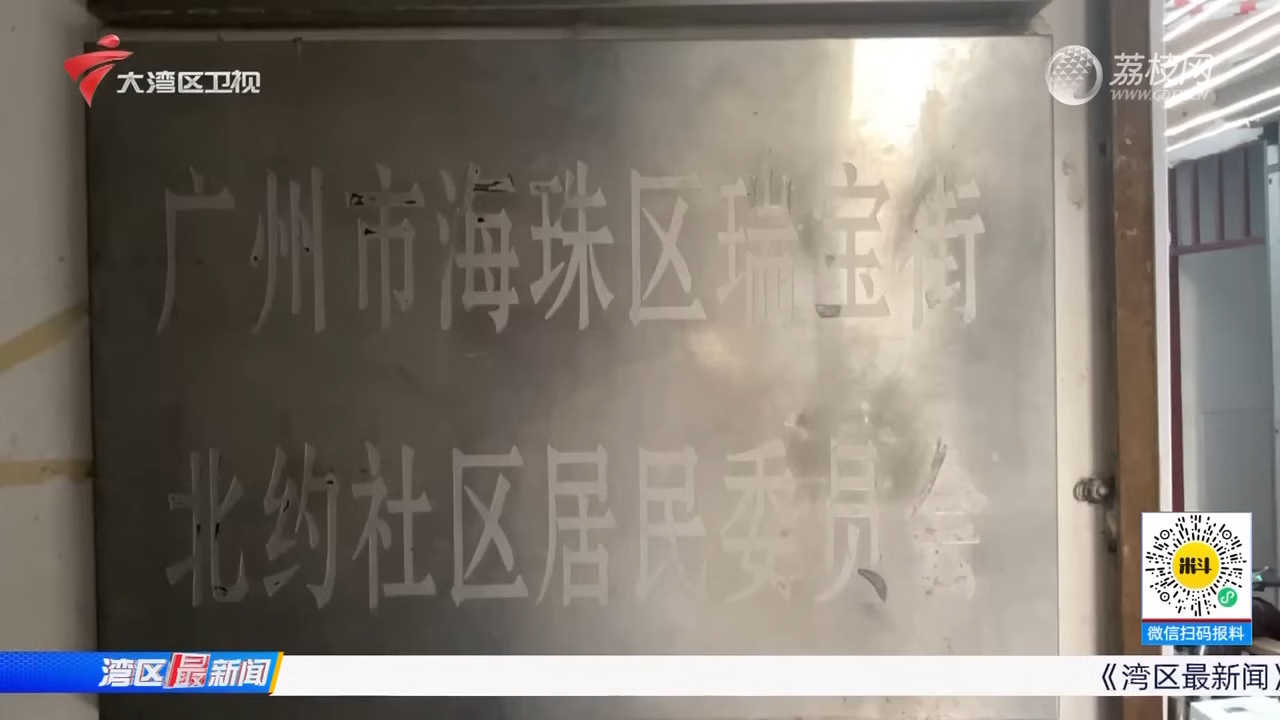 大湾区卫视
荔枝网
广州市海珠区瑞宝街
北约社区居民委员会
料
微信扫码报料
湾区最新闻
《湾区最新闻》